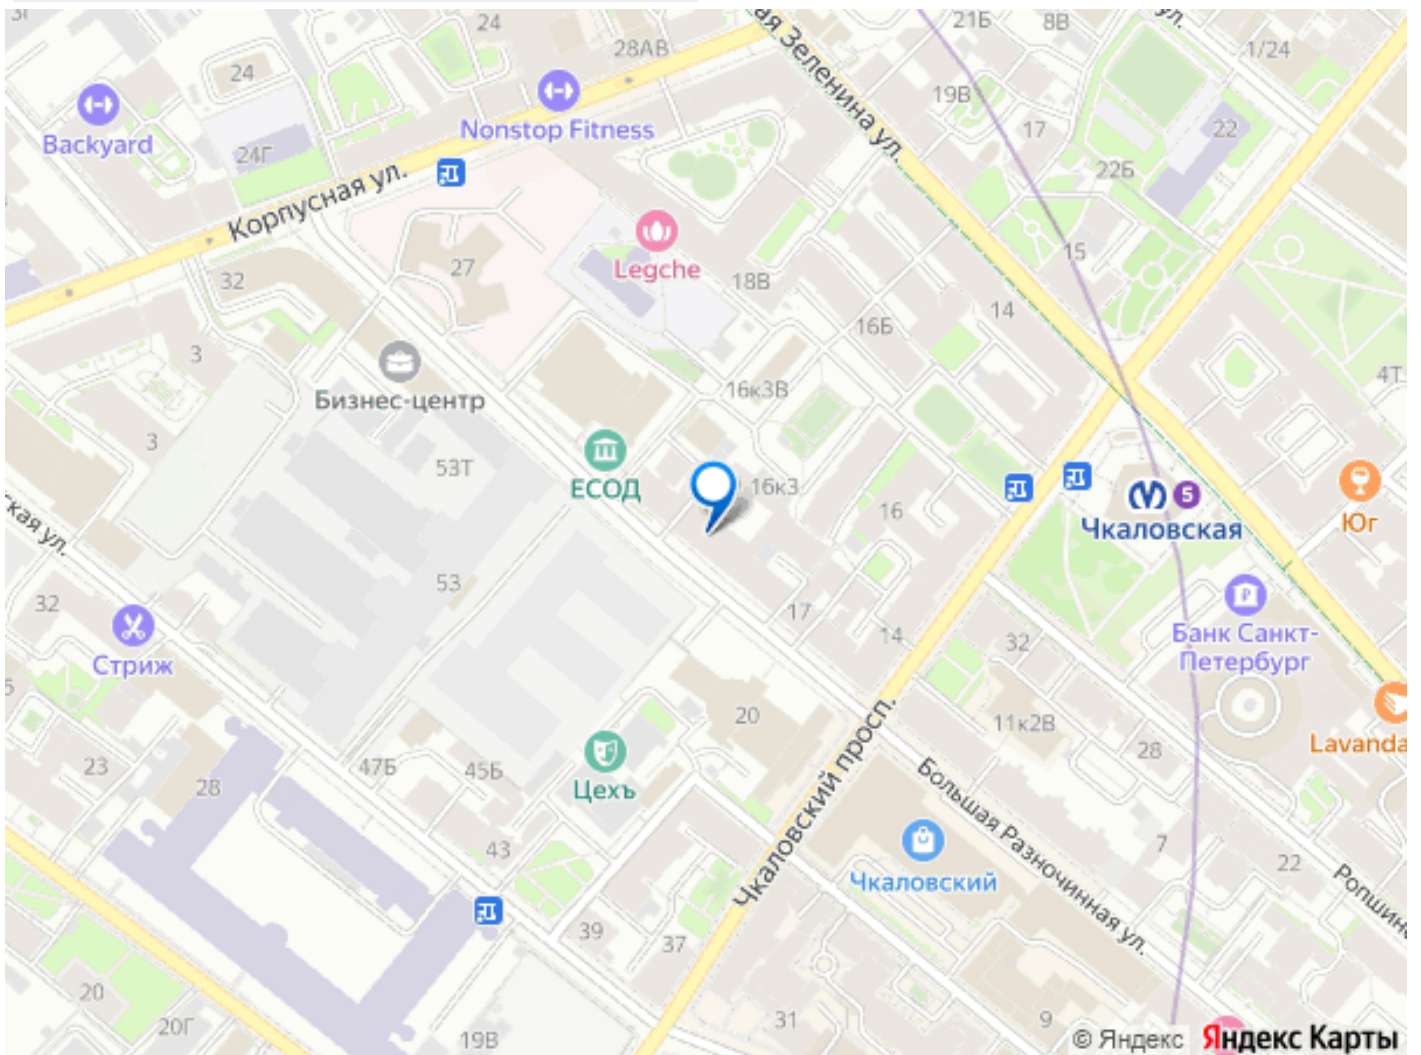 24
21Б
8В
ул.
1/24
28АВ
ая Зеленина ул.
24
19В
Backyard
Nonstop Fitness
17
22
24Г
22Б
Корпусная ул.
15
Legche
27
32
18В
14
16Б
3
4Т
16к3В
Бизнес-центр
3
53Т
ЕСОД
16к3
16
5
Чкаловская
Юг
ская ул.
53
32
17
14
32
Банк Санкт-
Петербург
Стриж
20
11к2В
Lavanda
28
23
28
47Б
45Б
Цехъ
Чкаловский просп.
Большая Разночинная ул.
7
43
Чкаловский
22
Ропшинс
39
37
20
20Г
19В
31
9
© Яндекс Яндекс Карты